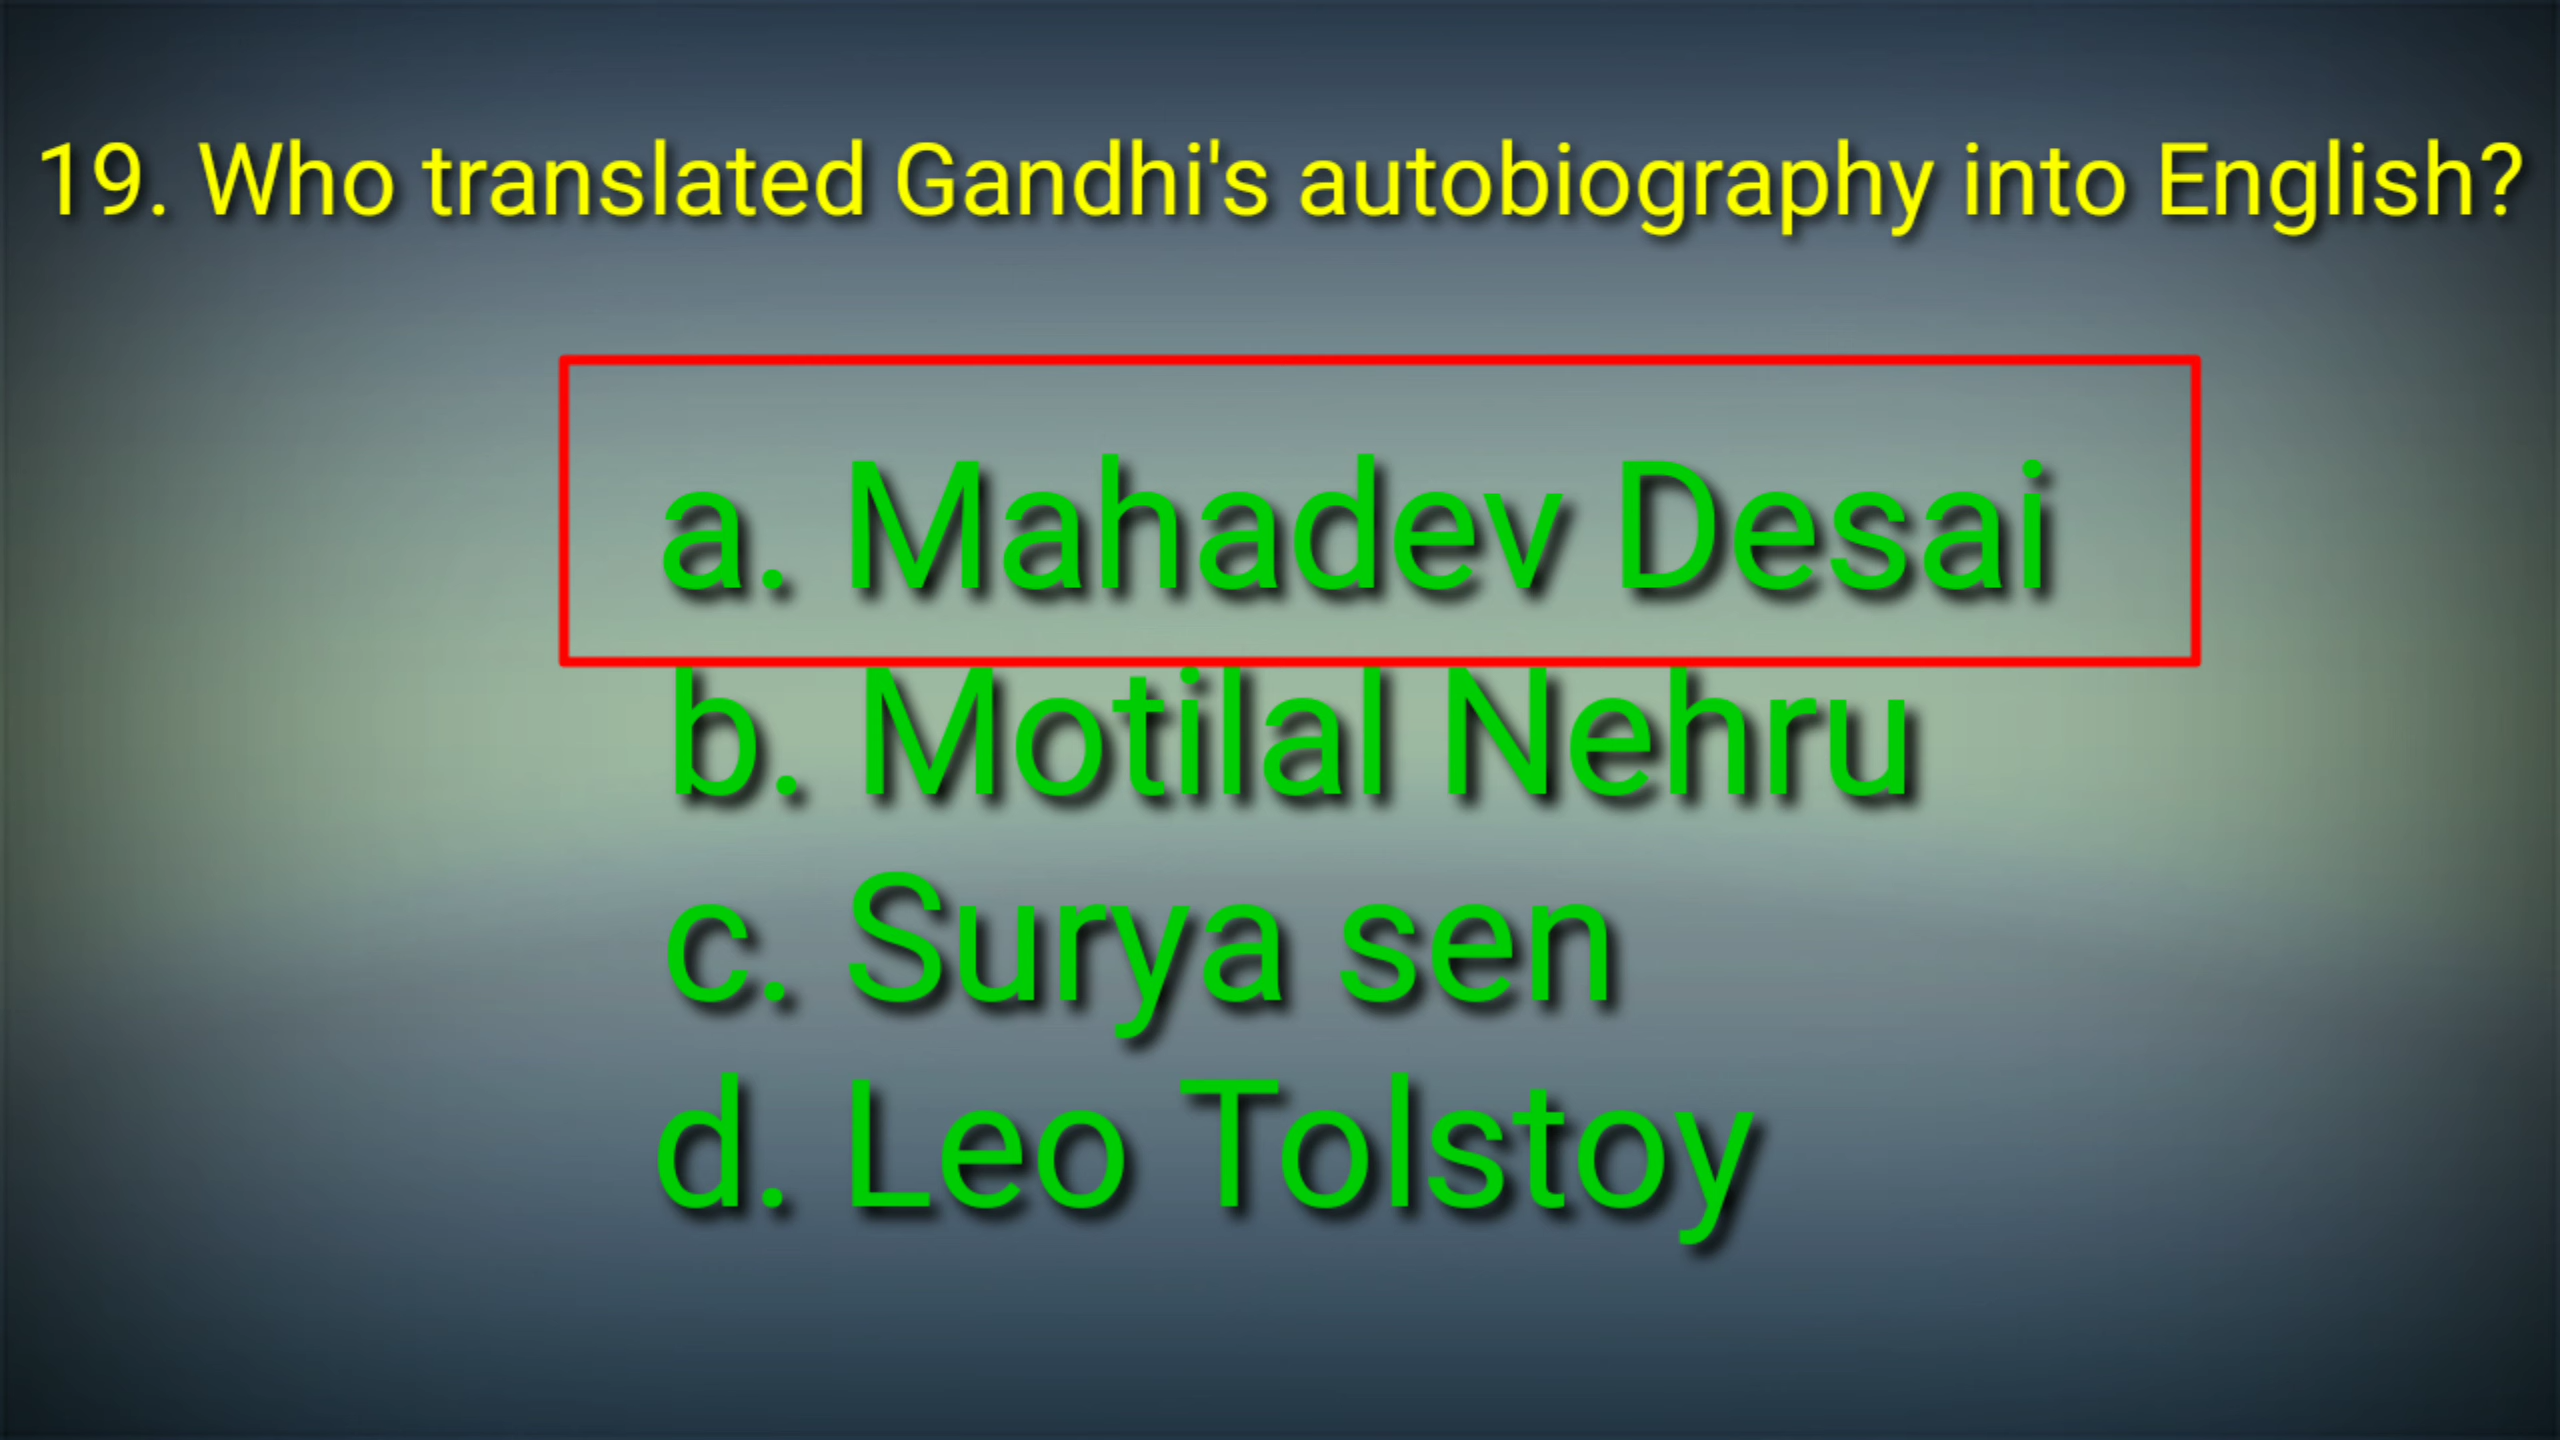 19. Who translated Gandhi's autobiography into English?
a. Mahadev Desai
b. Motilal Nehru
c. Surya sen
d. Leo Tolstoy